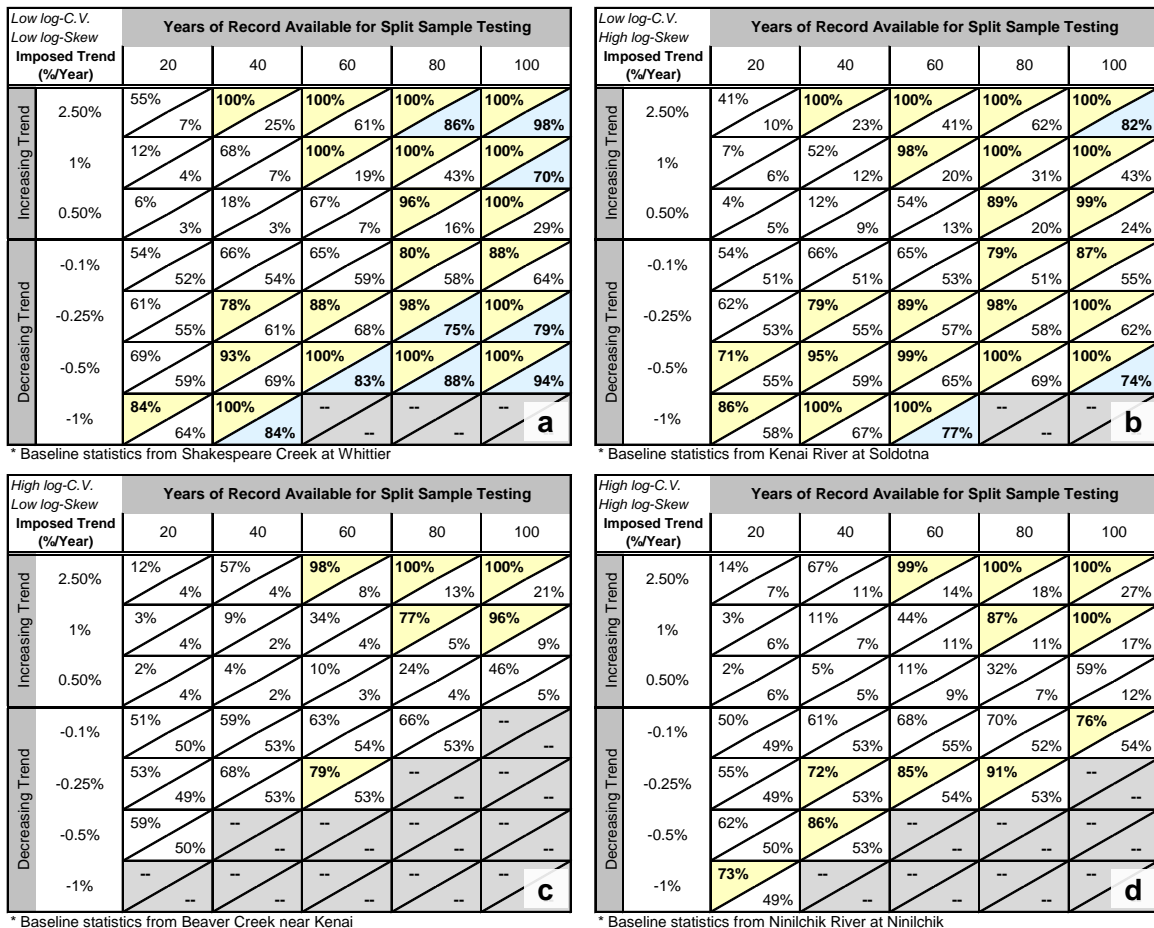 Low log-C.V.
Low log-Skew
Years of Record Available for Split Sample Testing
Imposed Trend
(%/Year)
20 40 60 80 100
Increasing Trend
2.50% 55% 7% 100% 25% 100% 61% 100% 86% 100% 98%
1% 12% 4% 68% 7% 100% 19% 100% 43% 100% 70%
0.50% 6% 3% 18% 3% 67% 7% 96% 16% 100% 29%
Decreasing Trend
-0.1% 54% 52% 66% 54% 65% 59% 80% 58% 88% 64%
-0.25% 61% 55% 78% 61% 88% 68% 98% 75% 100% 79%
-0.5% 69% 59% 93% 69% 100% 83% 100% 88% 100% 94%
-1% 84% 64% 100% 84% -- -- -- -- --
a
* Baseline statistics from Shakespeare Creek at Whittier
Low log-C.V.
High log-Skew
Years of Record Available for Split Sample Testing
Imposed Trend
(%/Year)
20 40 60 80 100
Increasing Trend
2.50% 41% 10% 100% 23% 100% 41% 100% 62% 100% 82%
1% 7% 6% 52% 12% 98% 20% 100% 31% 100% 43%
0.50% 4% 5% 12% 9% 54% 13% 89% 20% 99% 24%
Decreasing Trend
-0.1% 54% 51% 66% 51% 65% 53% 79% 51% 87% 55%
-0.25% 62% 53% 79% 55% 89% 57% 98% 58% 100% 62%
-0.5% 71% 55% 95% 59% 99% 65% 100% 69% 100% 74%
-1% 86% 58% 100% 67% 100% 77% -- -- --
b
* Baseline statistics from Kenai River at Soldotna
High log-C.V.
Low log-Skew
Years of Record Available for Split Sample Testing
Imposed Trend
(%/Year)
20 40 60 80 100
Increasing Trend
2.50% 12% 4% 57% 4% 98% 8% 100% 13% 100% 21%
1% 3% 4% 9% 2% 34% 4% 77% 5% 96% 9%
0.50% 2% 4% 4% 2% 10% 3% 24% 4% 46% 5%
Decreasing Trend
-0.1% 51% 50% 59% 53% 63% 54% 66% 53% -- --
-0.25% 53% 49% 68% 53% 79% 53% -- -- -- --
-0.5% 59% 50% -- -- -- -- -- -- -- --
-1% -- -- -- -- -- -- -- -- --
c
* Baseline statistics from Beaver Creek near Kenai
High log-C.V.
High log-Skew
Years of Record Available for Split Sample Testing
Imposed Trend
(%/Year)
20 40 60 80 100
Increasing Trend
2.50% 14% 7% 67% 11% 99% 14% 100% 18% 100% 27%
1% 3% 6% 11% 7% 44% 11% 87% 11% 100% 17%
0.50% 2% 6% 5% 5% 11% 9% 32% 7% 59% 12%
Decreasing Trend
-0.1% 50% 49% 61% 53% 68% 55% 70% 52% 76% 54%
-0.25% 55% 49% 72% 53% 85% 54% 91% 53% -- --
-0.5% 62% 50% 86% 53% -- -- -- -- -- --
-1% 73% 49% -- -- -- -- -- -- --
d
* Baseline statistics from Ninilchik River at Ninilchik